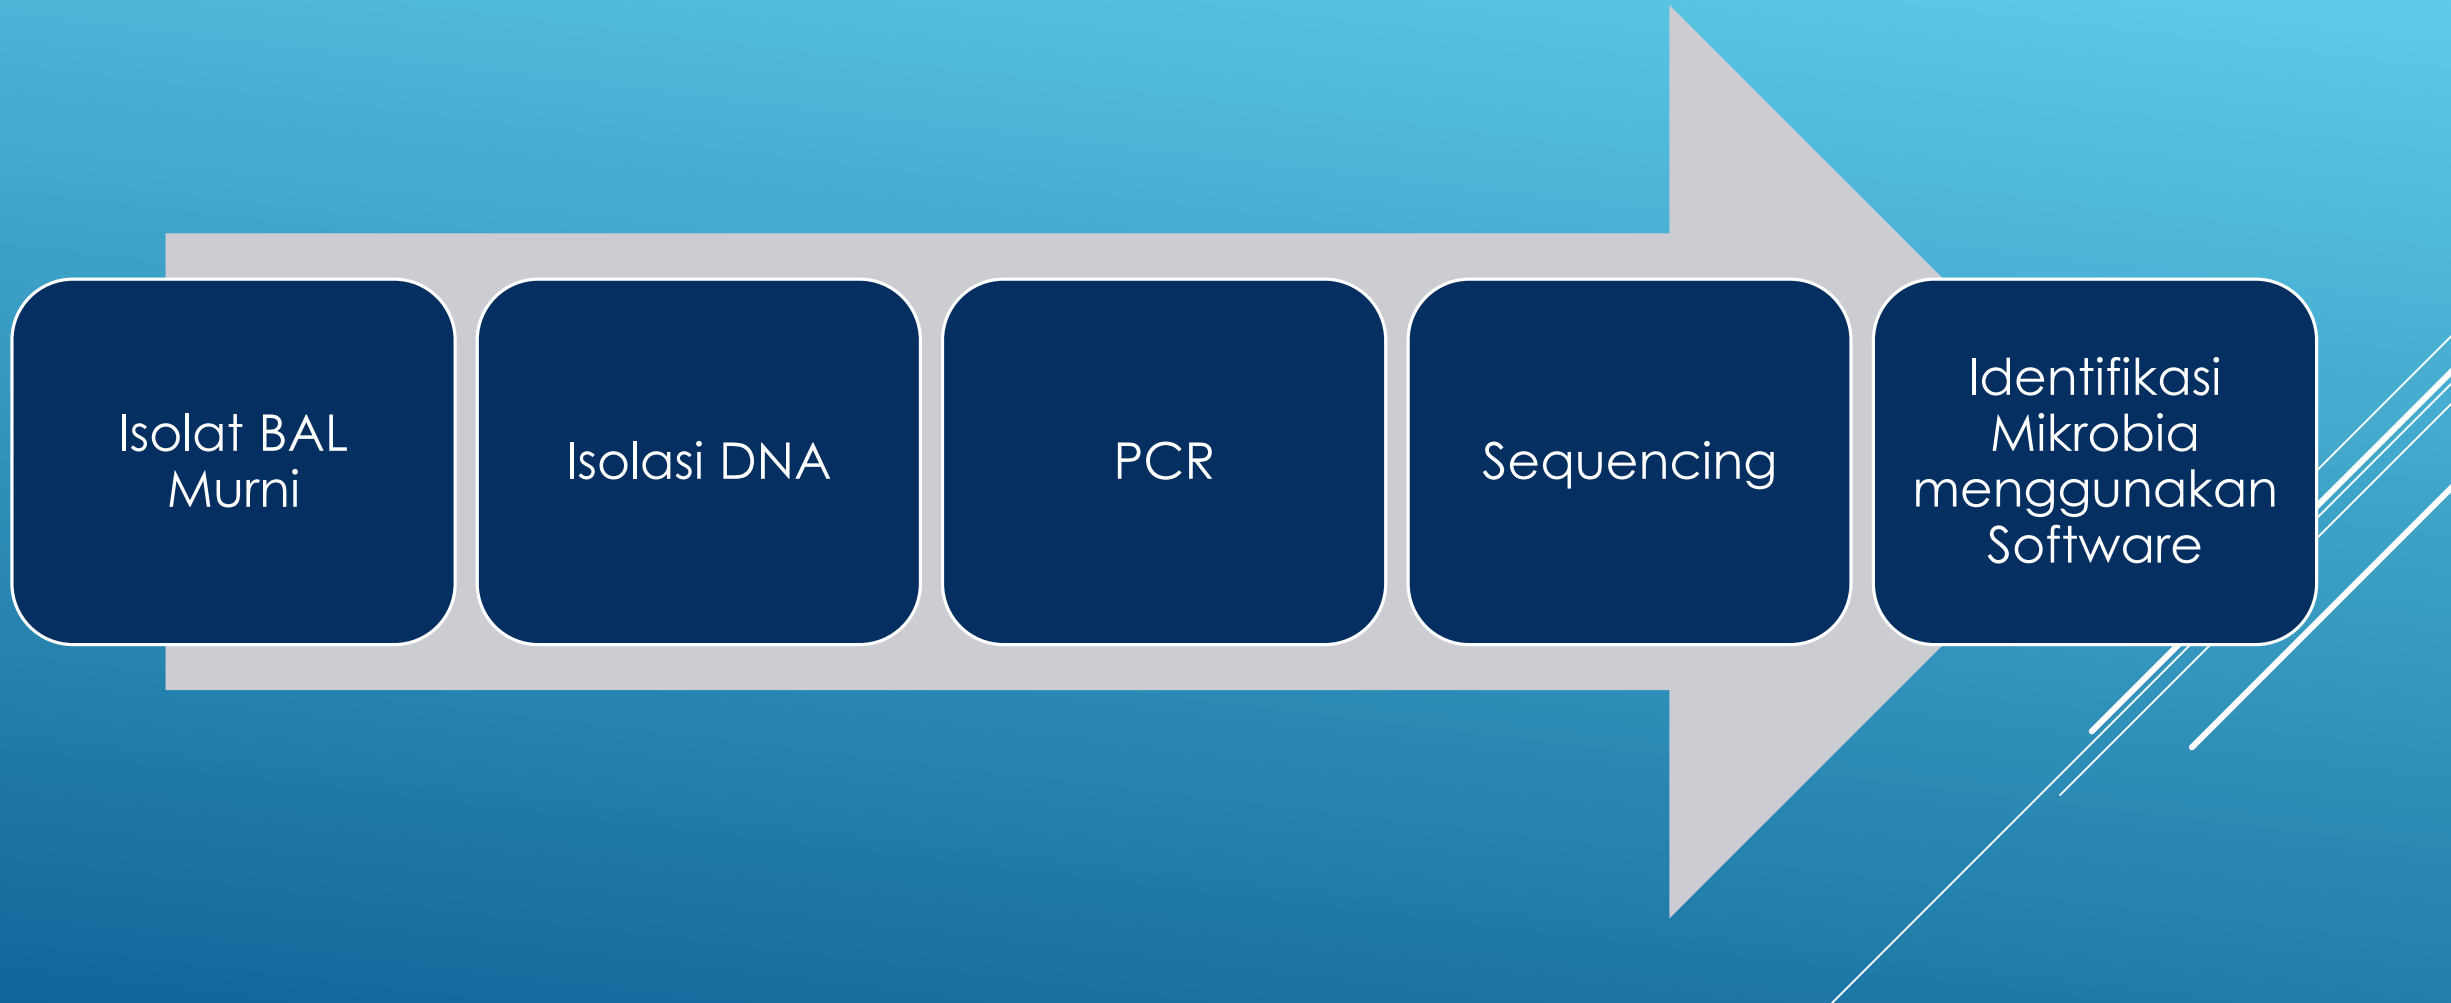 Isolat BAL
Murni
Isolasi DNA
PCR
Sequencing
Identifikasi
Mikrobia
menggunakan
Software